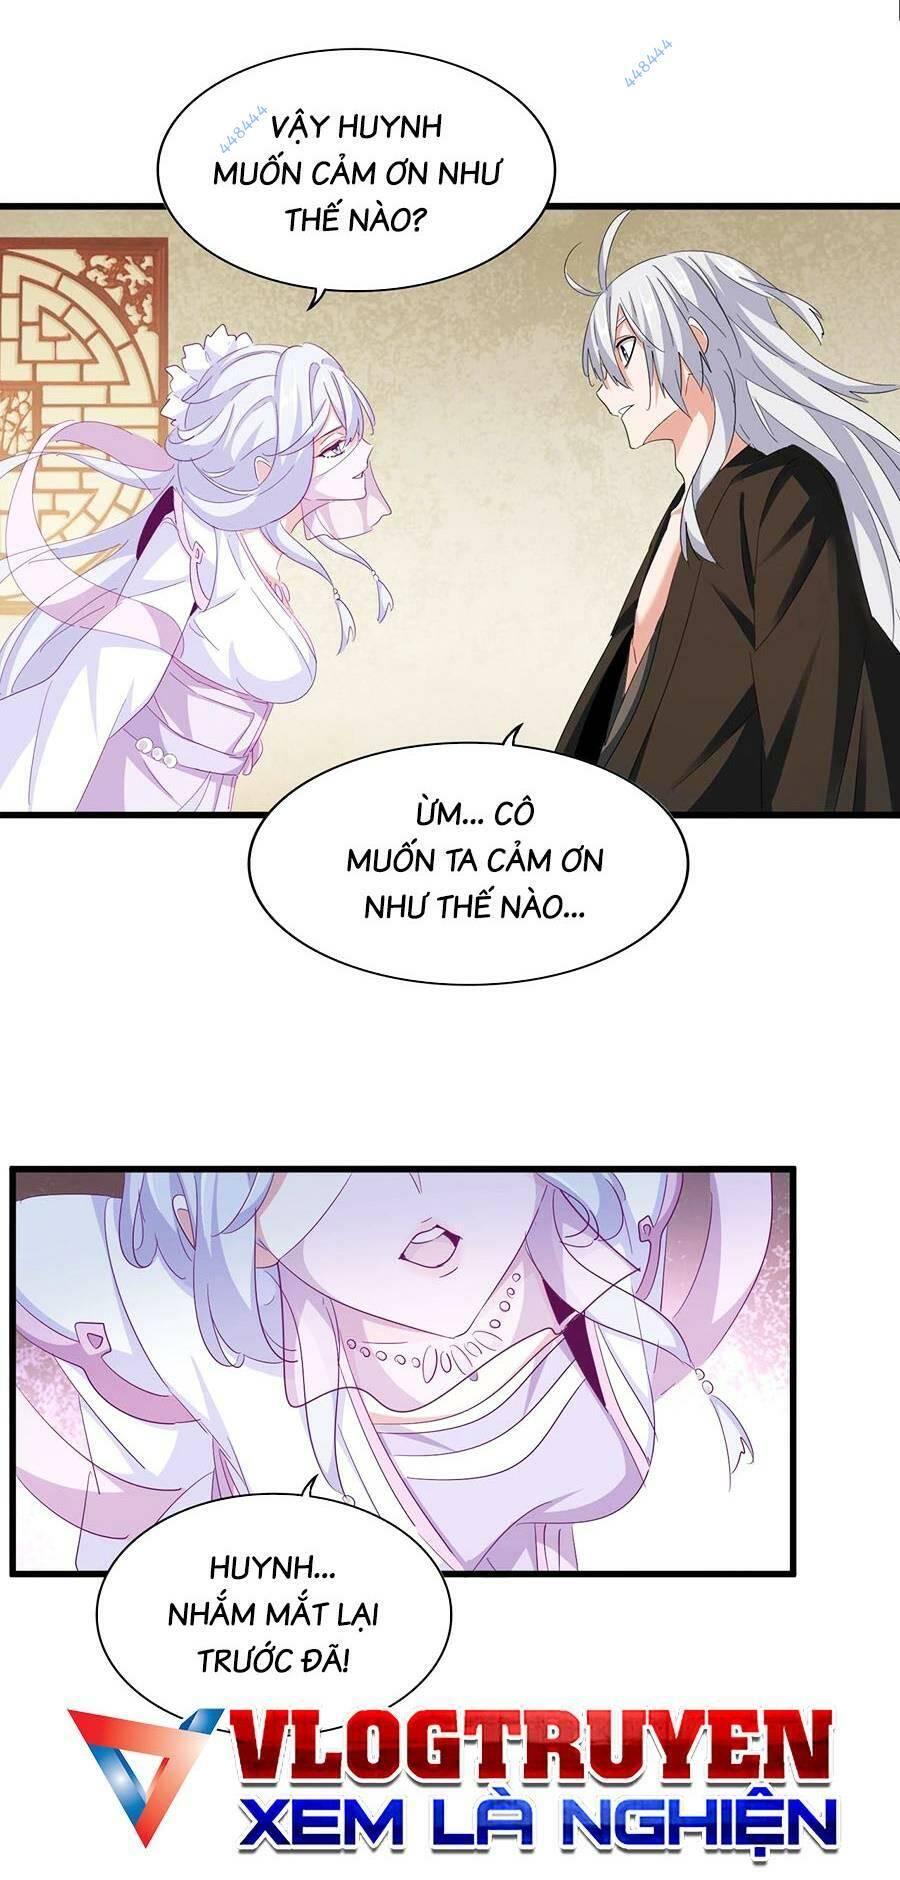 448444
448444
VẬY HUYNH
MUỐN CẢM ƠN NHƯ
THẾ NÀO?
ỪM... CÔ
MUỐN TA CẢM ƠN
NHƯ THẾ NÀO...
HUYNH...
NHẮM MẮT LẠI
TRƯỚC ĐÃ!
VLOGTRUYEN
XEM LÀ NGHIỆN